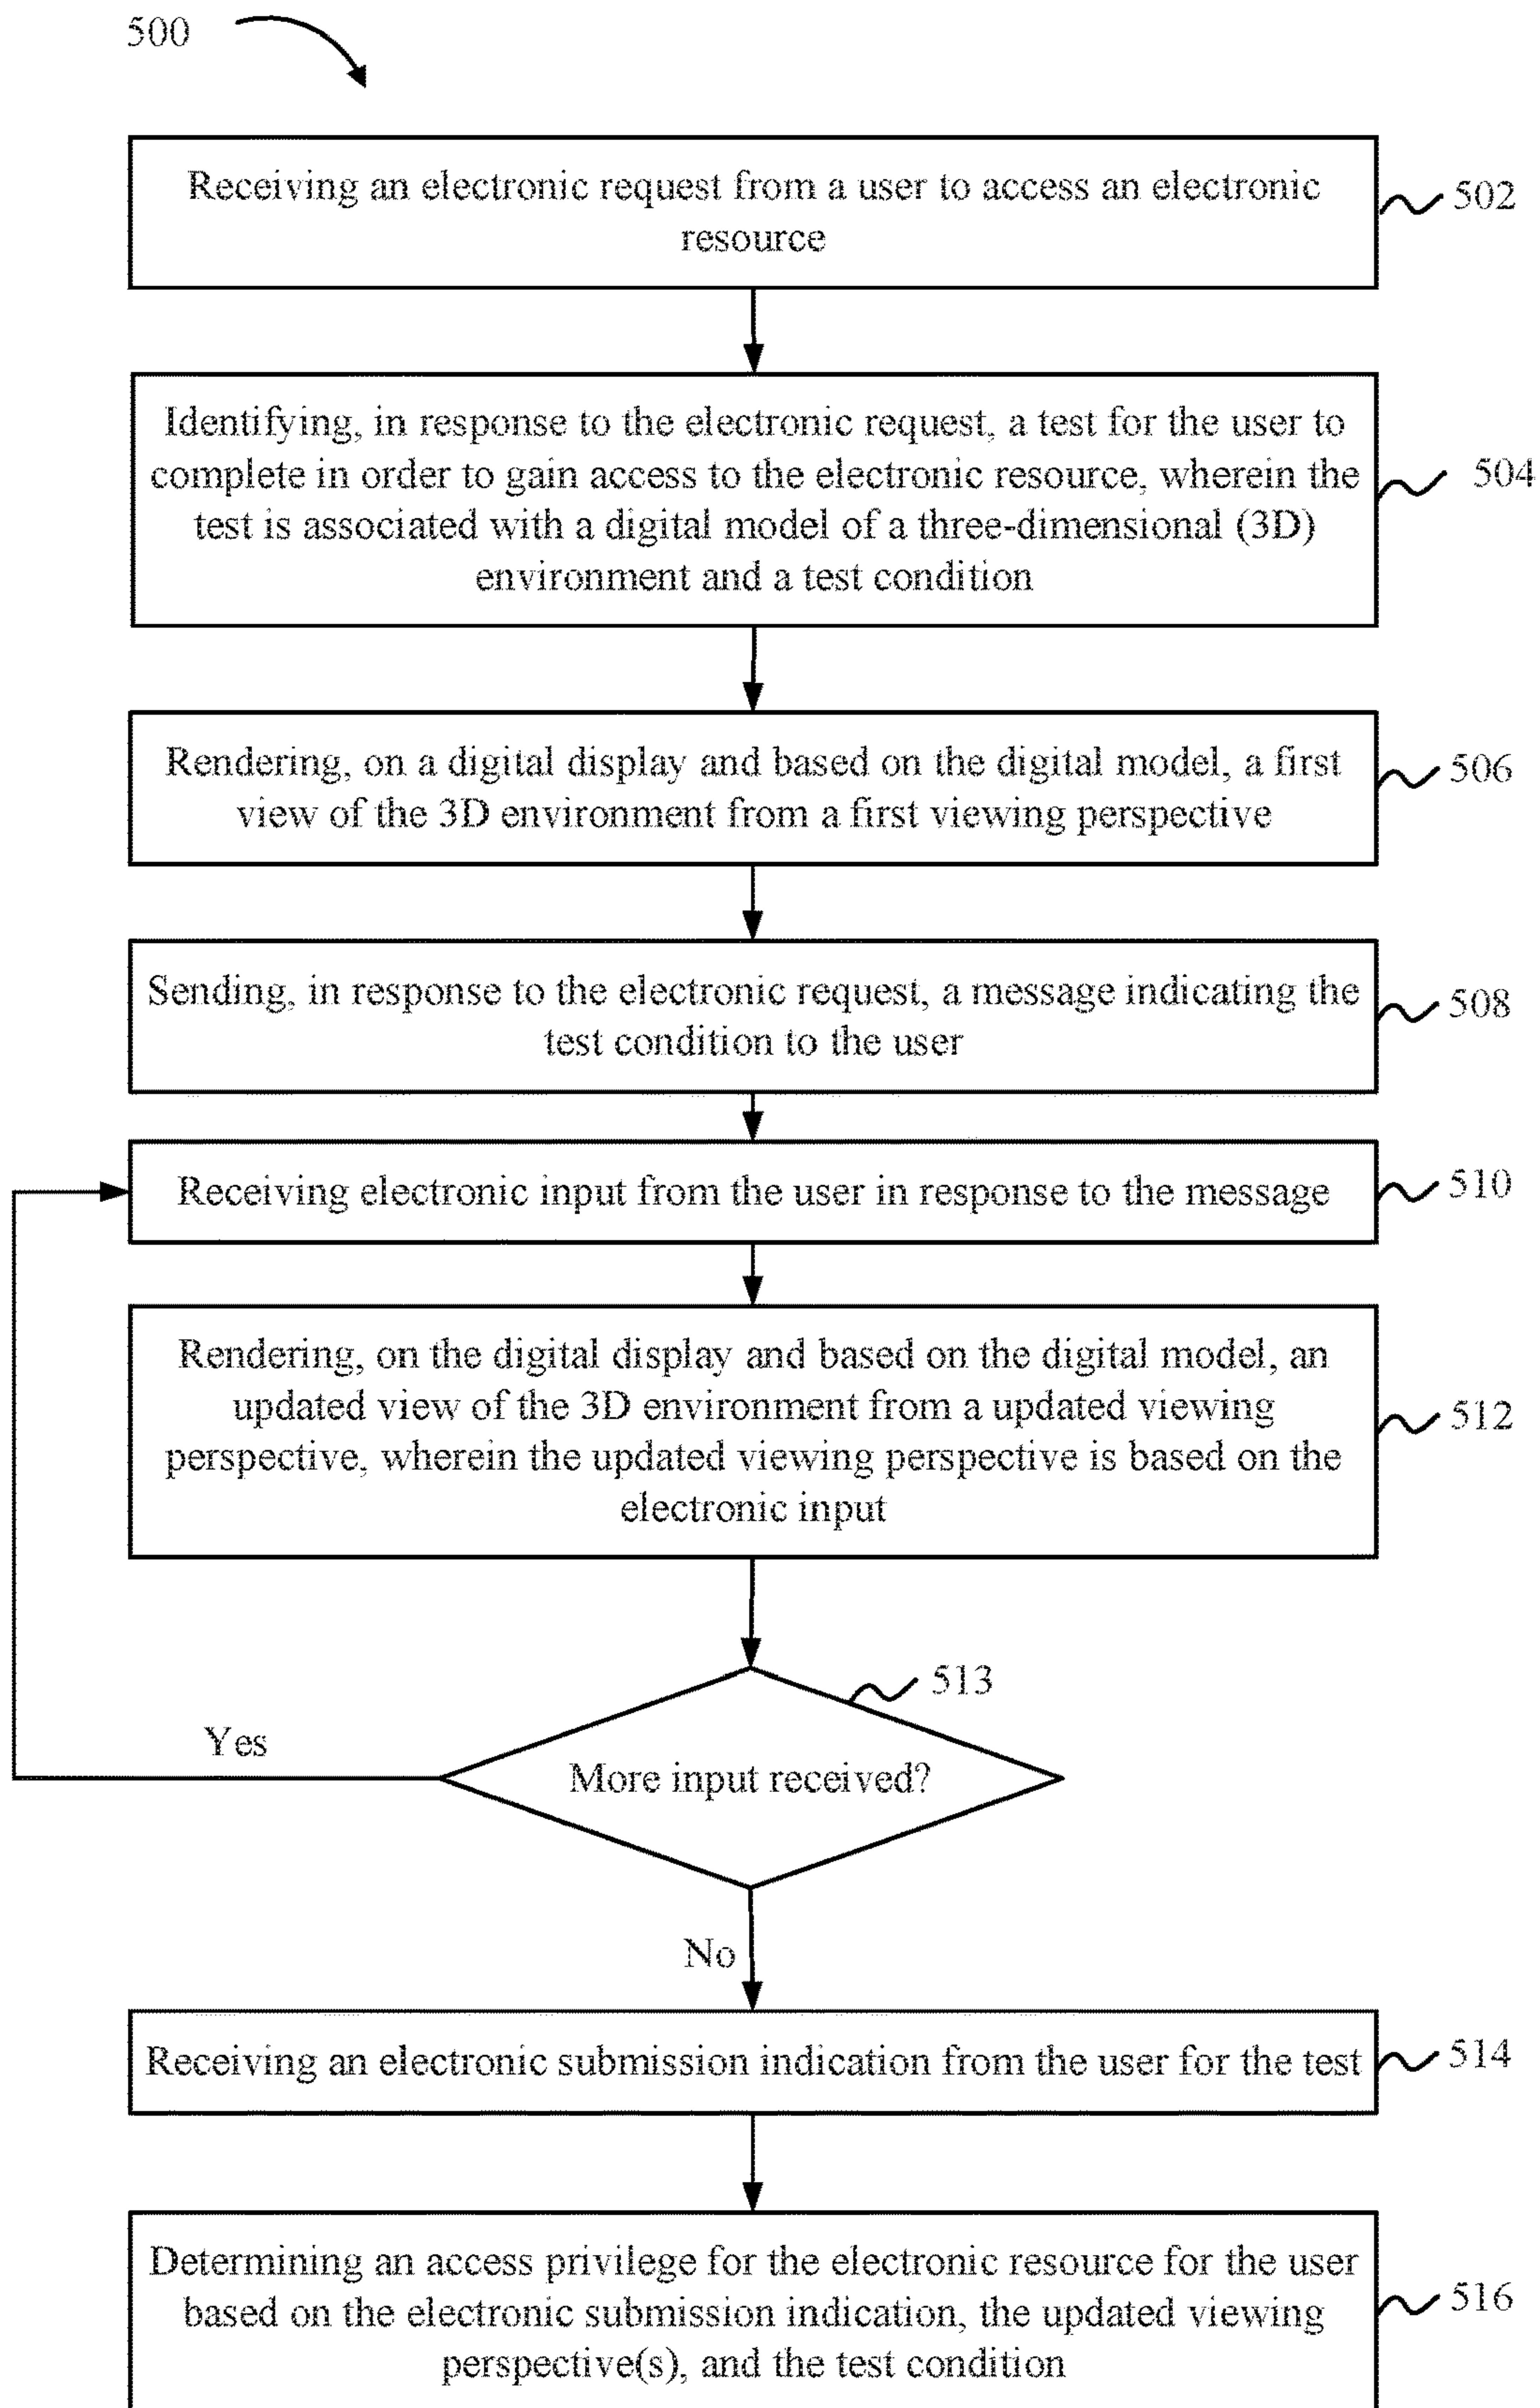 500
Receiving an electronic request from a user to access an electronic
resource
502
Identifying, in response to the electronic request, a test for the user to
complete in order to gain access to the electronic resource, wherein the
test is associated with a digital model of a three-dimensional (3D)
environment and a test condition
504
Rendering, on a digital display and based on the digital model, a first
view of the 3D environment from a first viewing perspective
506
Sending, in response to the electronic request, a message indicating the
test condition to the user
508
Receiving electronic input from the user in response to the message
510
Rendering, on the digital display and based on the digital model, an
updated view of the 3D environment from a updated viewing
perspective, wherein the updated viewing perspective is based on the
electronic input
512
513
More input received?
Yes
No
Receiving an electronic submission indication from the user for the test
514
Determining an access privilege for the electronic resource for the user
based on the electronic submission indication, the updated viewing
perspective(s), and the test condition
516